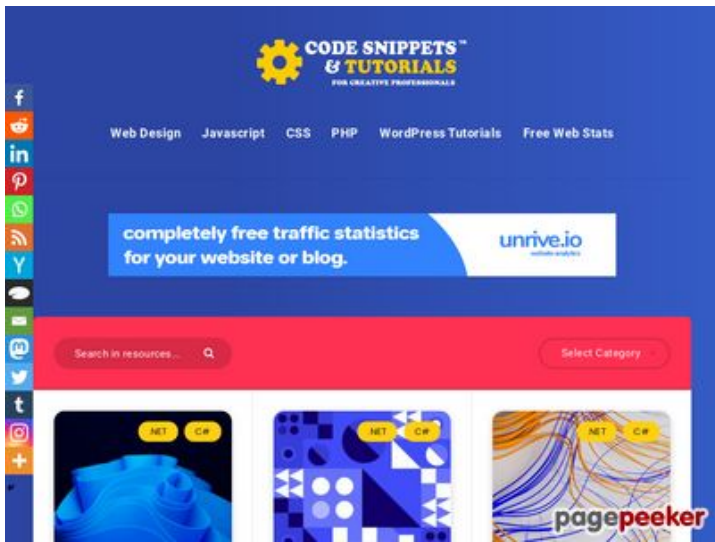 CODE SNIPPETS™
& TUTORIALS
FOR CREATIVE PROFESSIONALS
Web Design Javascript CSS PHP WordPress Tutorials Free Web Stats
completely free traffic statistics
for your website or blog.
unrive.io
website analytics
Search in resources...
Select Category
.NET C#
.NET C#
.NET C#
pagepeeker